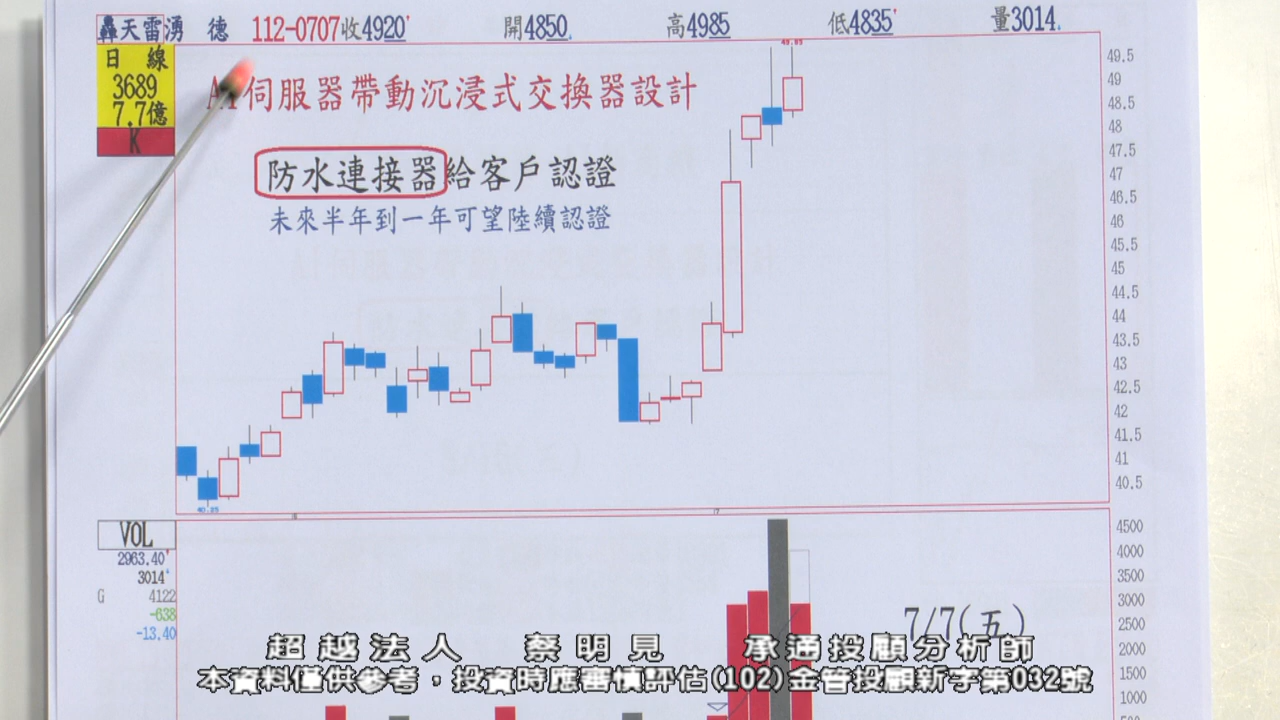 轟天雷湧 德 112-0707收4920' 開4850. 高4985 低4835' 量3014.
日 線
3689
7.7億
K
AI伺服器帶動沉浸式交換器設計
防水連接器給客戶認證
未來半年到一年可望陸續認證
49.85
49.5
49
48.5
48
47.5
47
46.5
46
45.5
45
44.5
44
43.5
43
42.5
42
41.5
41
40.5
VOL
2963.40'
3014'
G 4122
-638
-13.40
4500
4000
3500
3000
2500
2000
1500
1000
7/7(五)
超越法人 蔡明見 承通投顧分析師
本資料僅供參考，投資時應審慎評估(102)金管投顧新字第032號